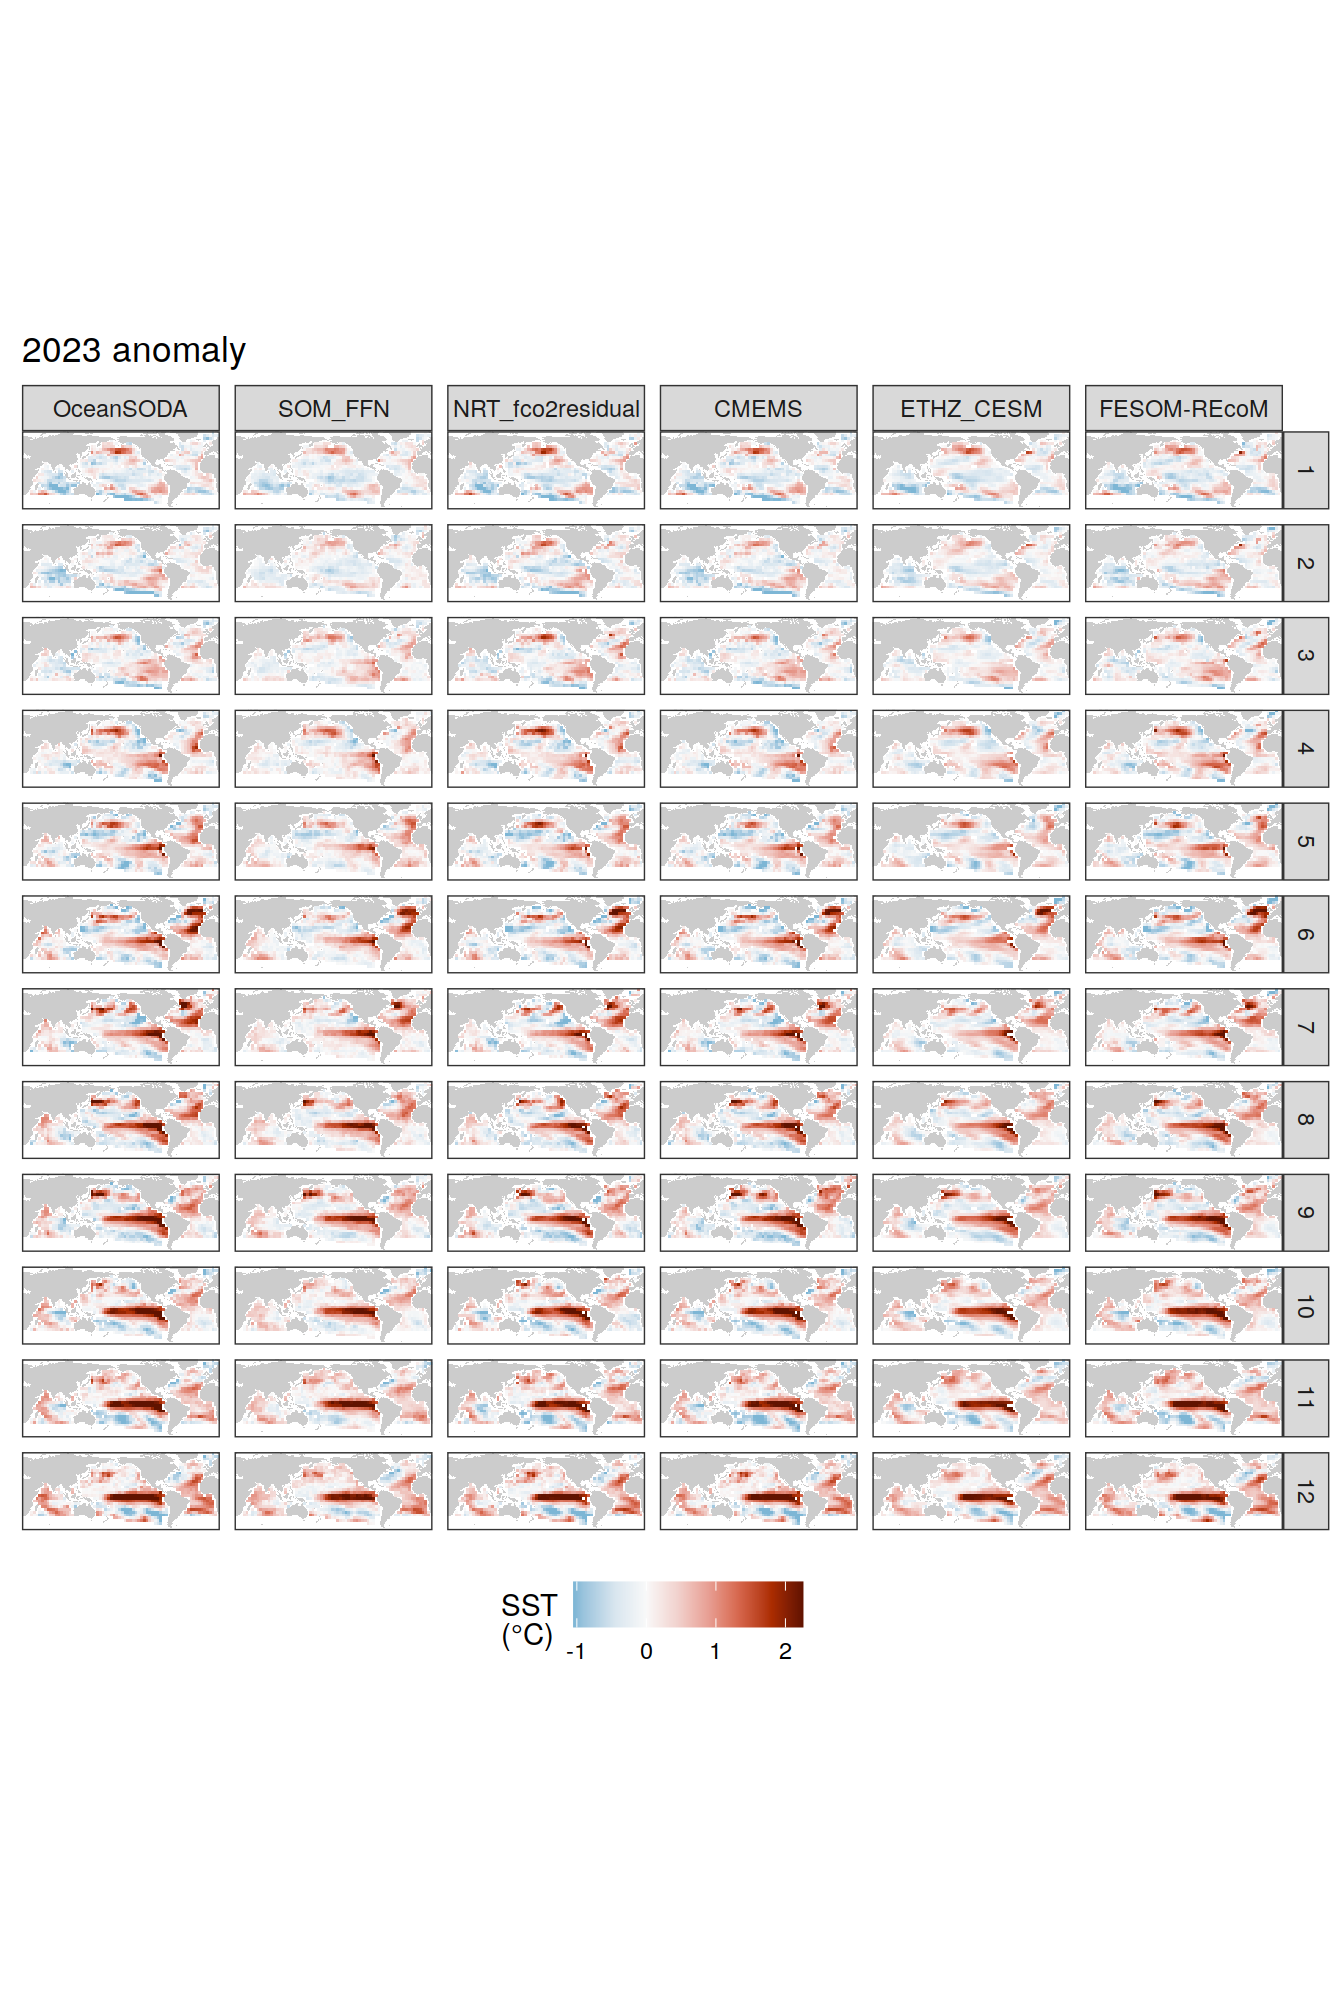 2023 anomaly
OceanSODA SOM_FFN NRT_fco2residual CMEMS ETHZ_CESM FESOM-REcoM
1
2
3
4
5
6
7
8
9
10
11
12
SST
(°C)
-1 0 1 2